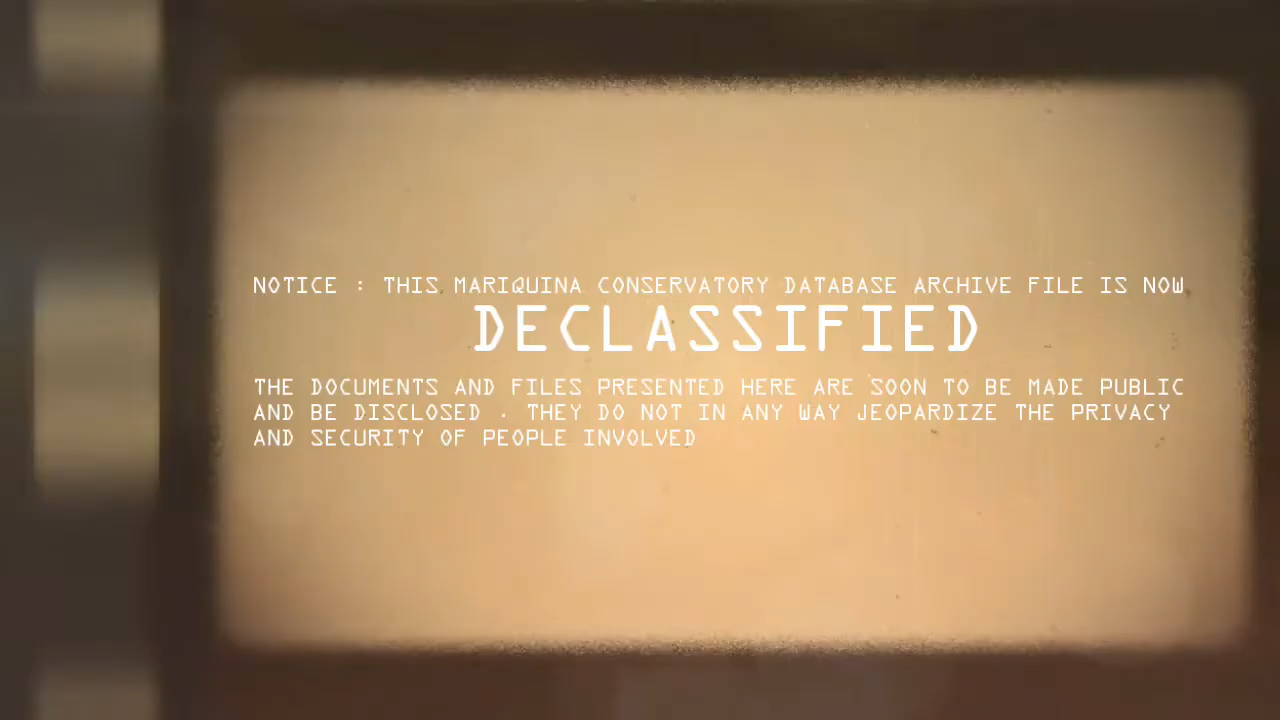 NOTICE : THIS MARIQUINA CONSERVATORY DATABASE ARCHIVE FILE IS NOW
DECLASSIFIED
THE DOCUMENTS AND FILES PRESENTED HERE ARE SOON TO BE MADE PUBLIC
AND BE DISCLOSED . THEY DO NOT IN ANY WAY JEOPARDIZE THE PRIVACY
AND SECURITY OF PEOPLE INVOLVED